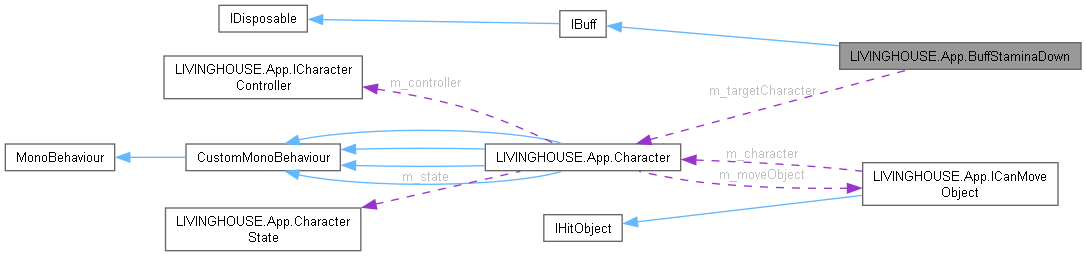 IDisposable
IBuff
LIVINGHOUSE.App.BuffStaminaDown
LIVINGHOUSE.App.ICharacter
Controller
m_controller
m_targetCharacter
MonoBehaviour
CustomMonoBehaviour
LIVINGHOUSE.App.Character
m_character
m_moveObject
LIVINGHOUSE.App.ICanMove
Object
m_state
LIVINGHOUSE.App.Character
State
IHitObject